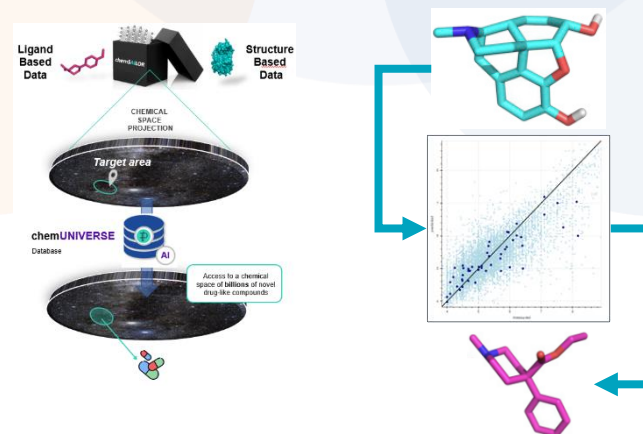 Ligand
Based
Data
chemSAILOR
Structure
Based
Data
CHEMICAL
SPACE
PROJECTION
Target area
chemUNIVERSE
Database
AI
Access to a chemical
space of billions of novel
drug-like compounds